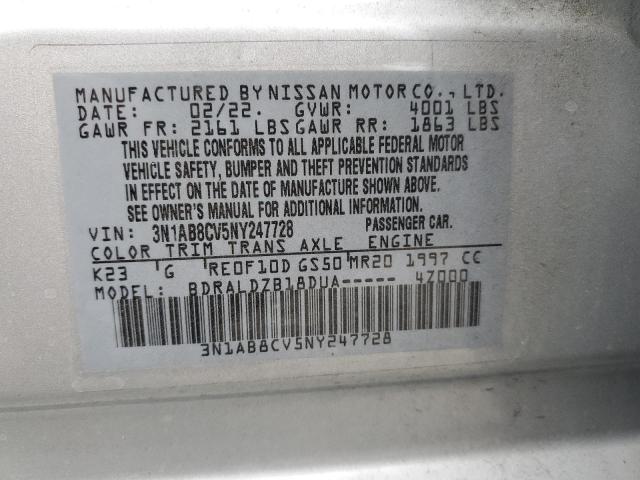 MANUFACTURED BY NISSAN MOTOR CO., LTD.
DATE: 02/22. GVWR: 4001 LBS
GAWR FR: 2161 LBS GAWR RR: 1863 LBS
THIS VEHICLE CONFORMS TO ALL APPLICABLE FEDERAL MOTOR
VEHICLE SAFETY, BUMPER AND THEFT PREVENTION STANDARDS
IN EFFECT ON THE DATE OF MANUFACTURE SHOWN ABOVE.
SEE OWNER'S MANUAL FOR ADDITIONAL INFORMATION.
VIN: 3N1AB8CV5NY247728 PASSENGER CAR.
COLOR TRIM TRANS AXLE ENGINE
K23 G RE0F10D GS50 MR20 1997 CC
MODEL: BDRALDZB18DUA----- 4Z000
3N1AB8CV5NY247728